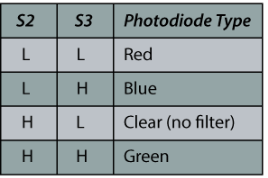 S2 S3 Photodiode Type
L L Red
L H Blue
H L Clear (no filter)
H H Green